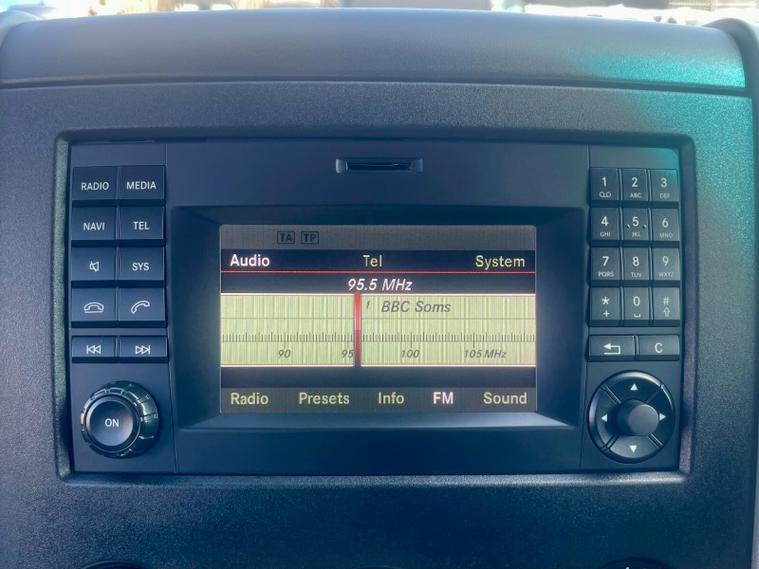 RADIO MEDIA
NAVI TEL
SYS
ON
TA TP
Audio Tel System
95.5 MHz
1 BBC Soms
90 95 100 105 MHz
Radio Presets Info FM Sound
1 2 ABC 3 DEF
4 GHI 5 JKL 6 MNO
7 PQRS 8 TUV 9 WXYZ
* + 0 #
C